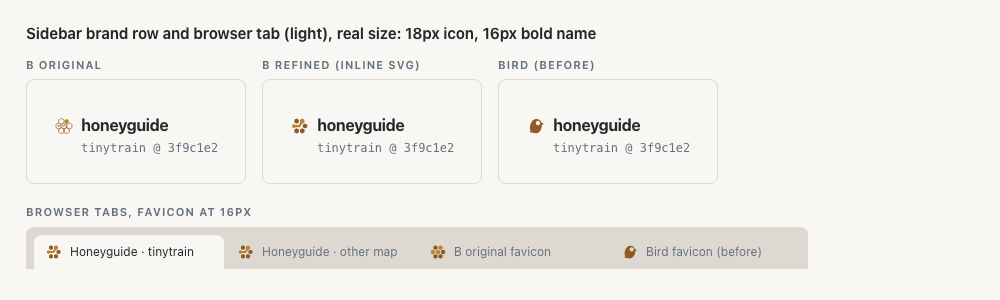 Sidebar brand row and browser tab (light), real size: 18px icon, 16px bold name
B ORIGINAL
B REFINED (INLINE SVG)
BIRD (BEFORE)
honeyguide
tinytrain @ 3f9c1e2
honeyguide
tinytrain @ 3f9c1e2
honeyguide
tinytrain @ 3f9c1e2
BROWSER TABS, FAVICON AT 16PX
Honeyguide · tinytrain
Honeyguide · other map
B original favicon
Bird favicon (before)